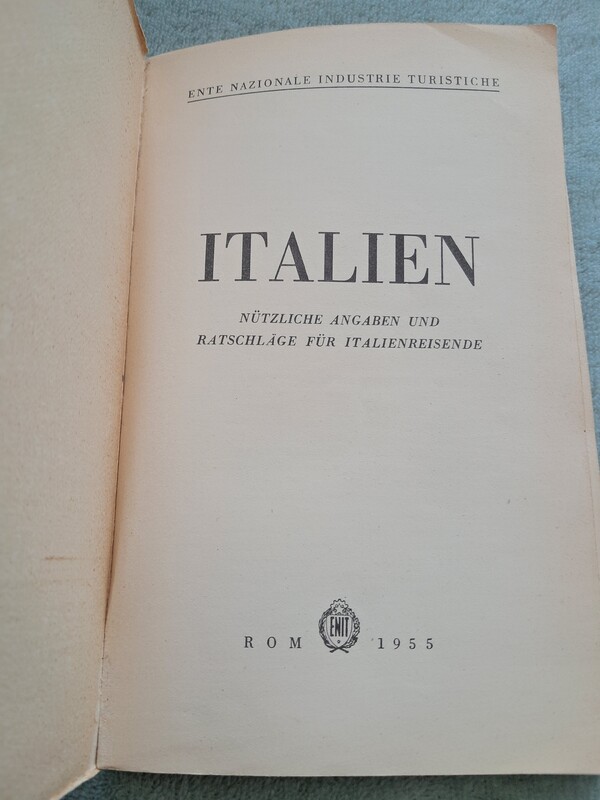 ENTE NAZIONALE INDUSTRIE TURISTICHE
ITALIEN
NÜTZLICHE ANGABEN UND
RATSCHLÄGE FÜR ITALIENREISENDE
ENIT
ROM 1955